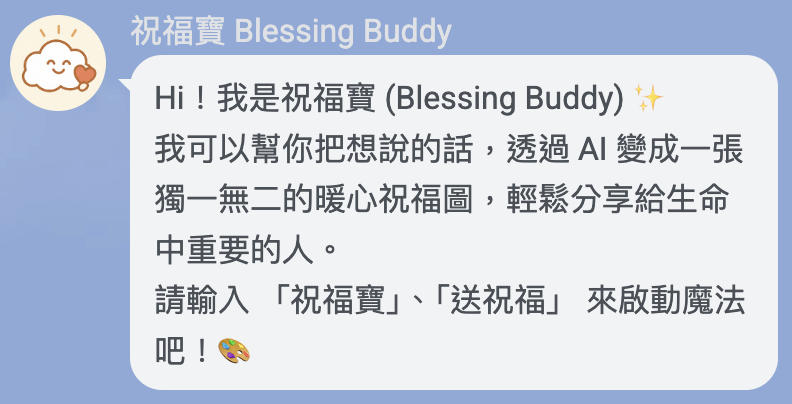 祝福寶 Blessing Buddy
Hi！我是祝福寶 (Blessing Buddy) ✨
我可以幫你把想說的話，透過 AI 變成一張
獨一無二的暖心祝福圖，輕鬆分享給生命
中重要的人。
請輸入 「祝福寶」、「送祝福」 來啟動魔法
吧！🎨